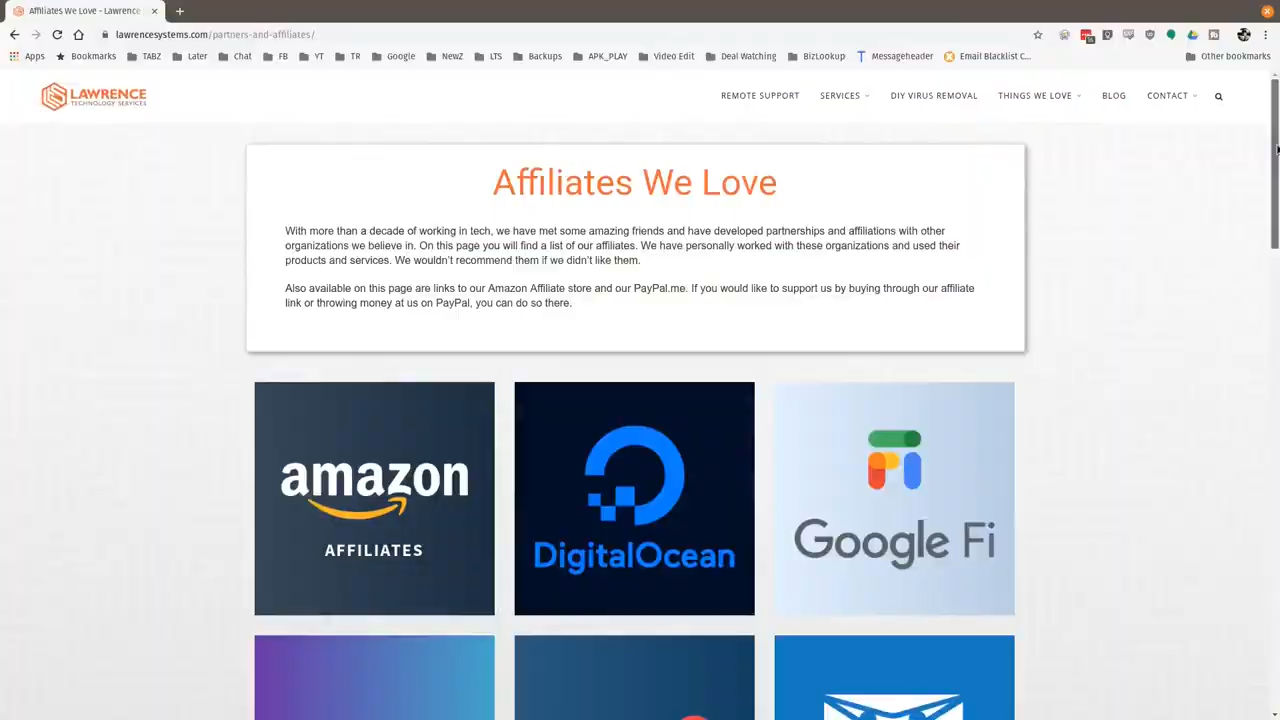 Affiliates We Love - Lawrence
lawrencesystems.com/partners-and-affiliates/
Apps Bookmarks TABZ Later Chat FB YT TR Google NewZ LTS Backups APK_PLAY Video Edit Deal Watching BizLookup Messageheader Email Blacklist C... Other bookmarks
LAWRENCE
TECHNOLOGY SERVICES
REMOTE SUPPORT SERVICES DIY VIRUS REMOVAL THINGS WE LOVE BLOG CONTACT
Affiliates We Love
With more than a decade of working in tech, we have met some amazing friends and have developed partnerships and affiliations with other
organizations we believe in. On this page you will find a list of our affiliates. We have personally worked with these organizations and used their
products and services. We wouldn't recommend them if we didn't like them.
Also available on this page are links to our Amazon Affiliate store and our PayPal.me. If you would like to support us by buying through our affiliate
link or throwing money at us on PayPal, you can do so there.
amazon
AFFILIATES
DigitalOcean
Google Fi